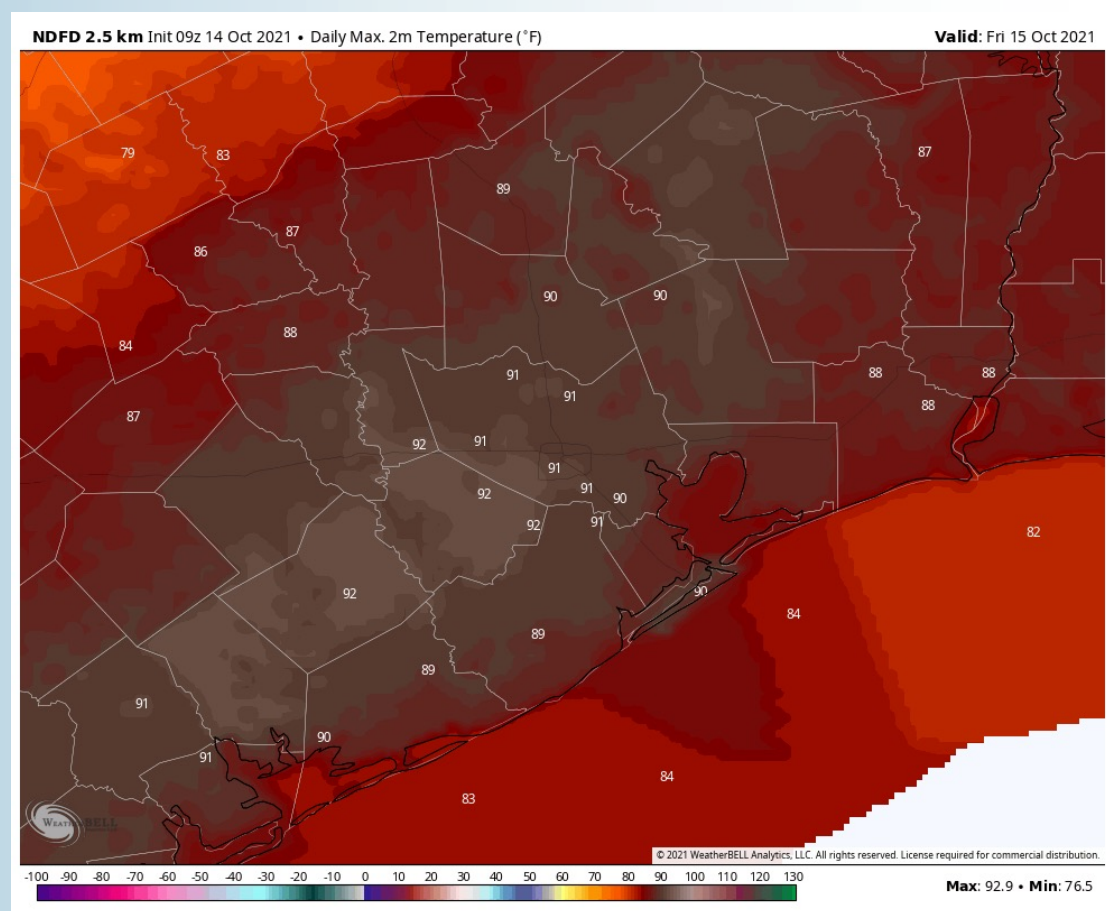 NDFD 2.5 km Init 09z 14 Oct 2021 • Daily Max. 2m Temperature (°F) Valid: Fri 15 Oct 2021
79 83 87
89
87
86
90 90
88
84
91 88 88
91 88
87
92 91
91
92 91 90
92 91
82
92 90
84
89
89
91
90
91
84
83
WEATHERBELL
© 2021 WeatherBELL Analytics, LLC. All rights reserved. License required for commercial distribution.
-100 -90 -80 -70 -60 -50 -40 -30 -20 -10 0 10 20 30 40 50 60 70 80 90 100 110 120 130
Max: 92.9 • Min: 76.5